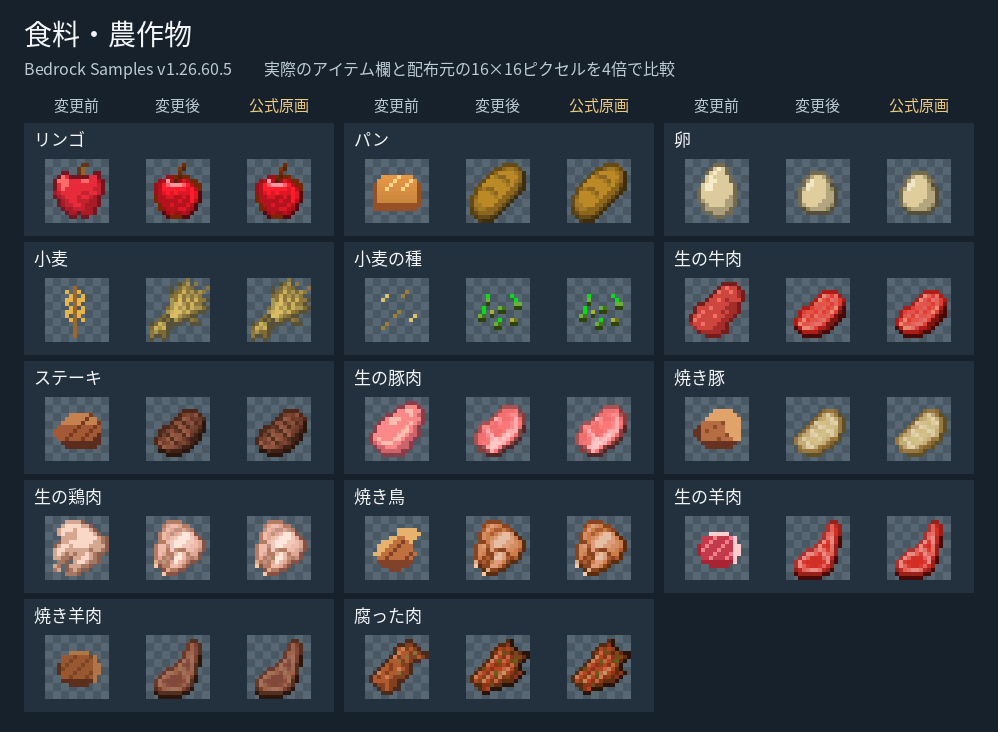 食料・農作物
Bedrock Samples v1.26.60.5　　実際のアイテム欄と配布元の16×16ピクセルを4倍で比較
変更前　変更後　公式原画　変更前　変更後　公式原画　変更前　変更後　公式原画
リンゴ　パン　卵
小麦　小麦の種　生の牛肉
ステーキ　生の豚肉　焼き豚
生の鶏肉　焼き鳥　生の羊肉
焼き羊肉　腐った肉